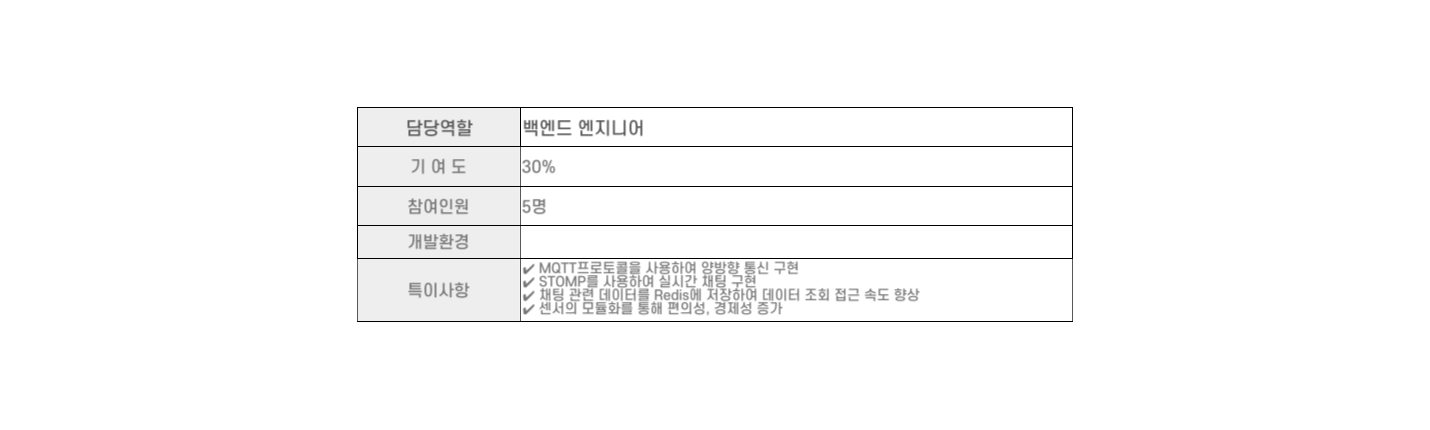 담당역할 백엔드 엔지니어
기 여 도 30%
참여인원 5명
개발환경
특이사항
✔ MQTT프로토콜을 사용하여 양방향 통신 구현
✔ STOMP를 사용하여 실시간 채팅 구현
✔ 채팅 관련 데이터를 Redis에 저장하여 데이터 조회 접근 속도 향상
✔ 센서의 모듈화를 통해 편의성, 경제성 증가